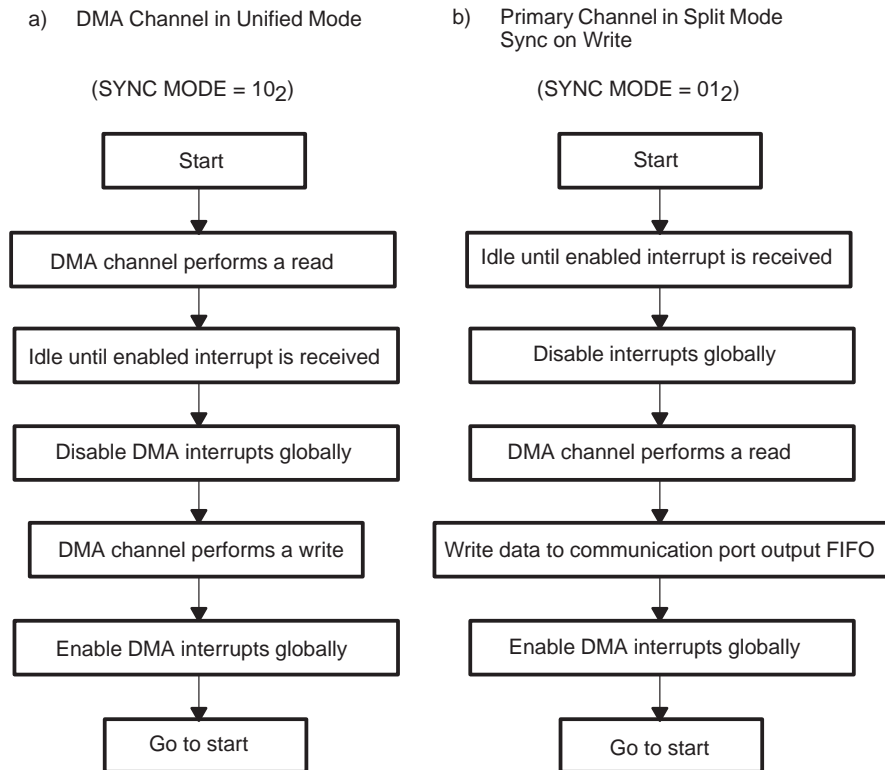 a) DMA Channel in Unified Mode
(SYNC MODE = 10₂)
Start
DMA channel performs a read
Idle until enabled interrupt is received
Disable DMA interrupts globally
DMA channel performs a write
Enable DMA interrupts globally
Go to start
b) Primary Channel in Split Mode
Sync on Write
(SYNC MODE = 01₂)
Start
Idle until enabled interrupt is received
Disable interrupts globally
DMA channel performs a read
Write data to communication port output FIFO
Enable DMA interrupts globally
Go to start